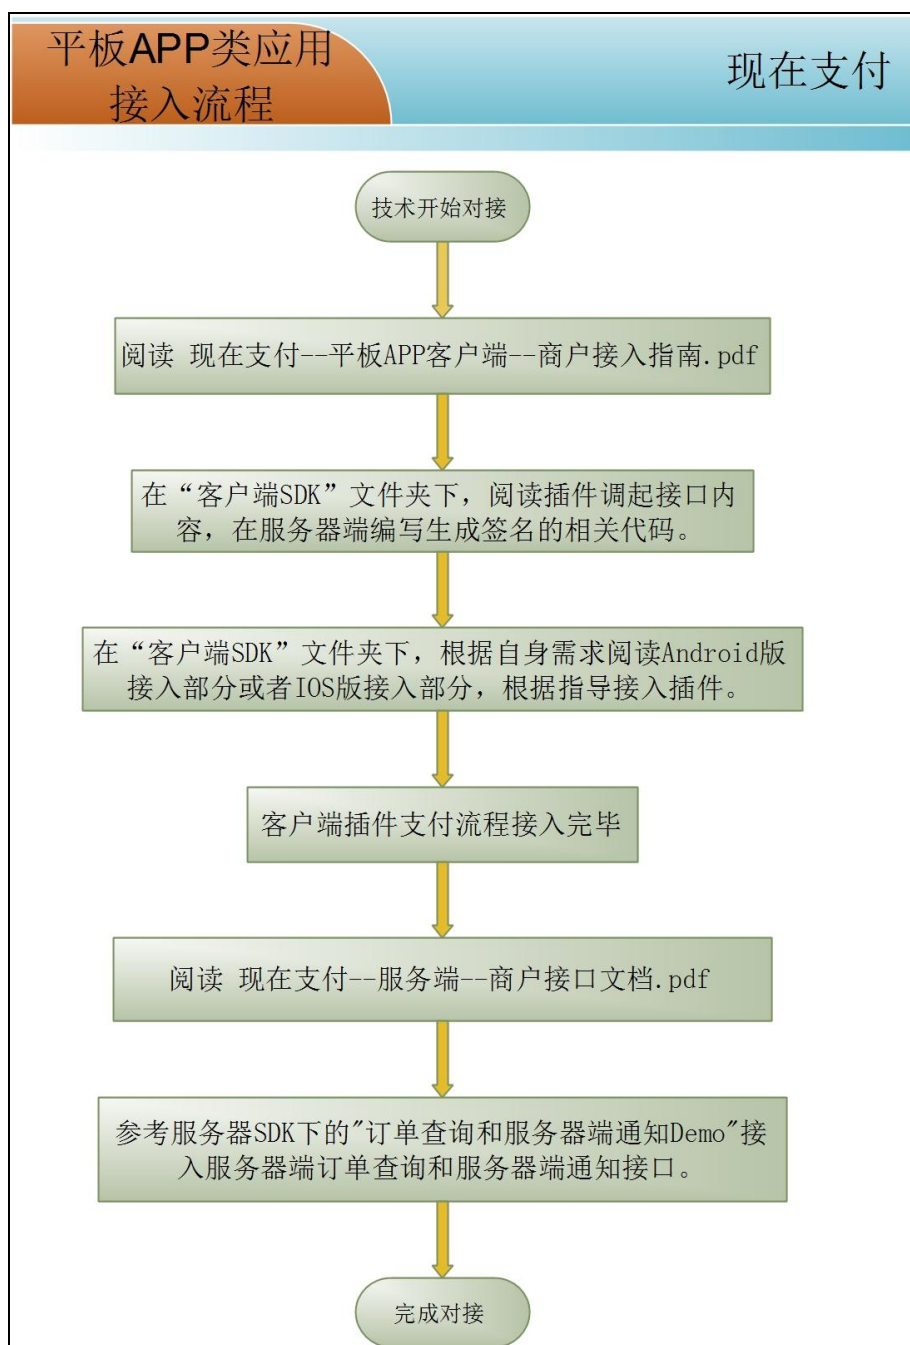 平板APP类应用
接入流程
现在支付
技术开始对接
阅读 现在支付--平板APP客户端--商户接入指南.pdf
在“客户端SDK”文件夹下，阅读插件调起接口内
容，在服务器端编写生成签名的相关代码。
在“客户端SDK”文件夹下，根据自身需求阅读Android版
接入部分或者IOS版接入部分，根据指导接入插件。
客户端插件支付流程接入完毕
阅读 现在支付--服务端--商户接口文档.pdf
参考服务器SDK下的"订单查询和服务器端通知Demo"接
入服务器端订单查询和服务器端通知接口。
完成对接